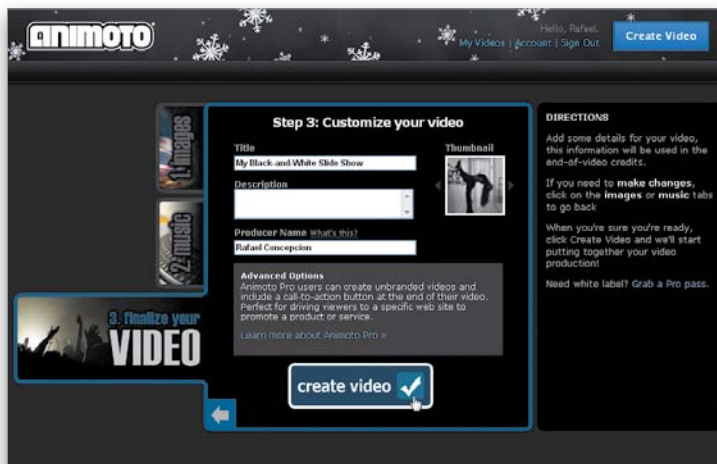 ANIMOTO
Hello, Rafael.
My Videos | Account | Sign Out
Create Video
1. images
2. music
3. finalize your
VIDEO
Step 3: Customize your video
Title
My Black-and-White Slide Show
Description
Producer Name What's this?
Rafael Concepcion
Thumbnail
Advanced Options
Animoto Pro users can create unbranded videos and
include a call-to-action button at the end of their video.
Perfect for driving viewers to a specific web site to
promote a product or service.
Learn more about Animoto Pro »
create video
DIRECTIONS
Add some details for your video,
this information will be used in the
end-of-video credits.
If you need to make changes,
click on the images or music tabs
to go back
When you're sure you're ready,
click Create Video and we'll start
putting together your video
production!
Need white label? Grab a Pro pass.